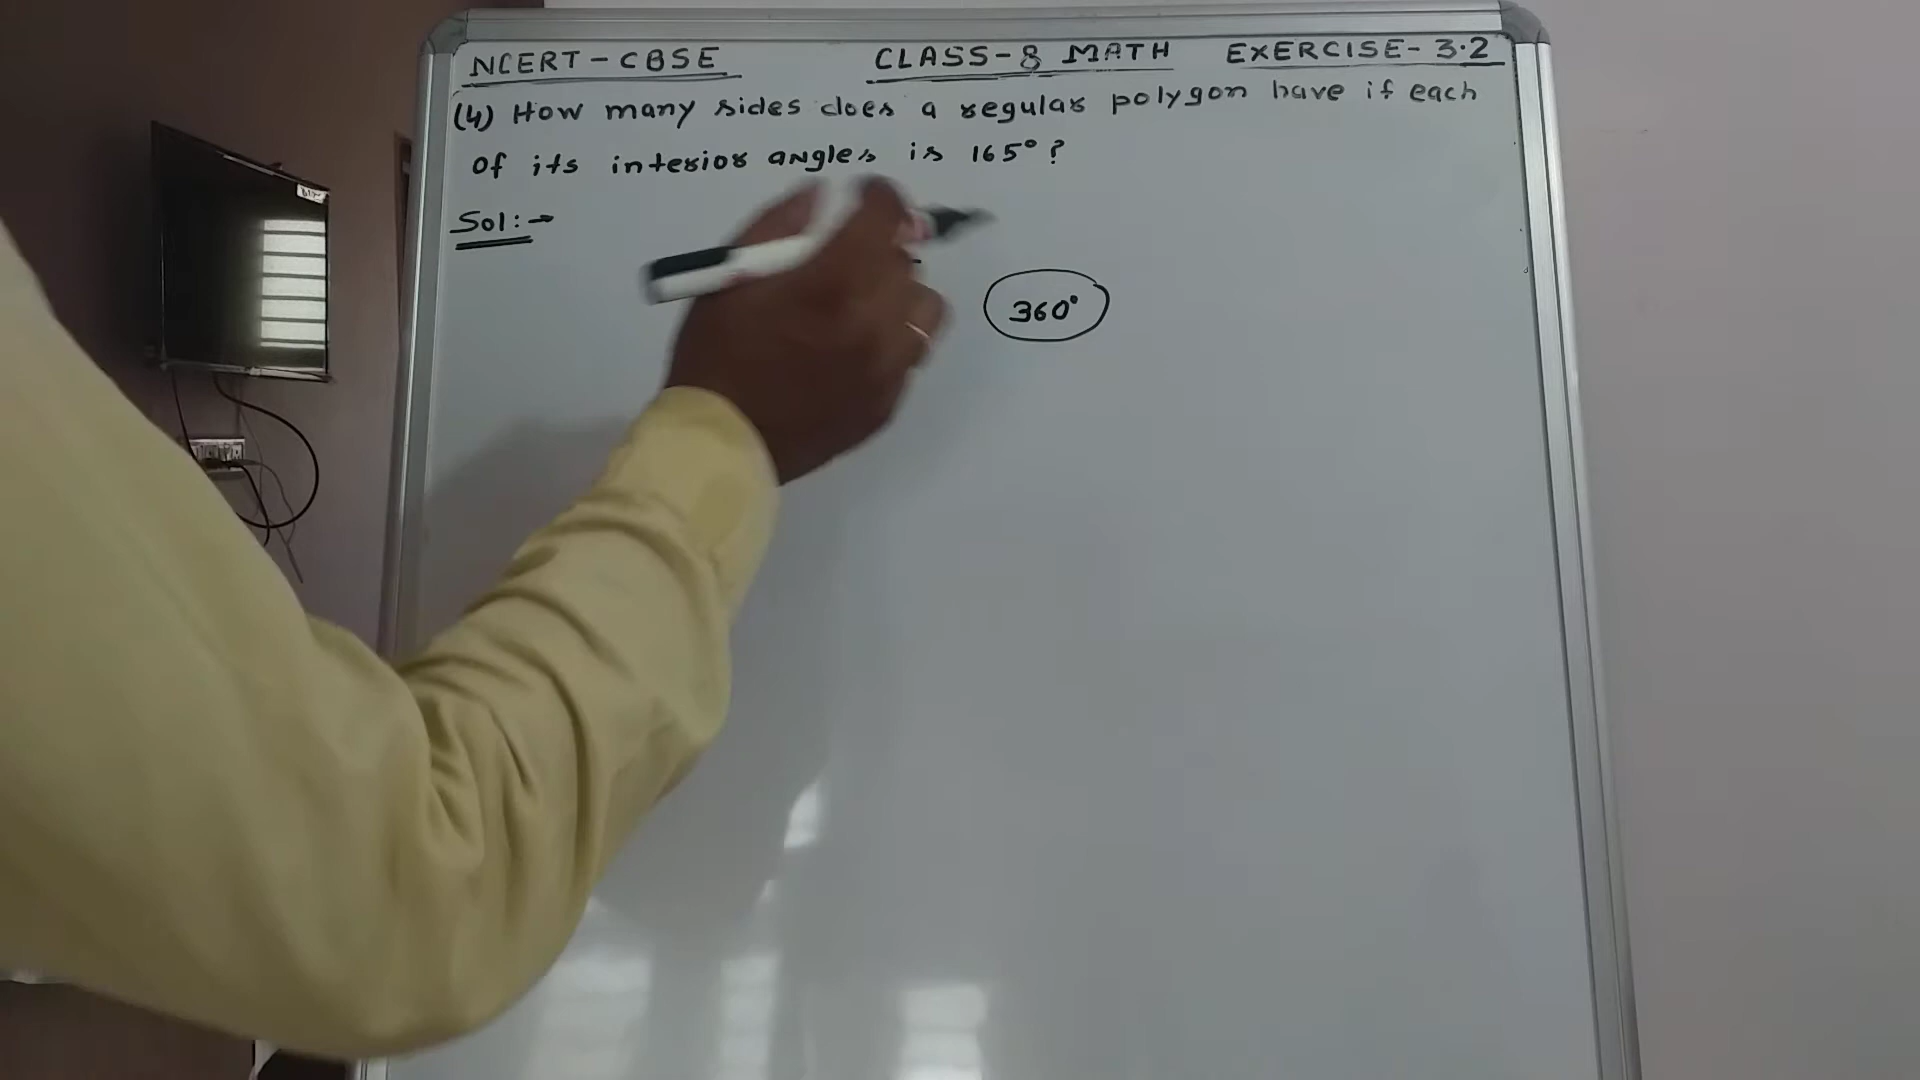 NCERT-CBSE CLASS-8 MATH EXERCISE-3.2
(4) How many sides does a regular polygon have if each
of its interior angles is 165°?
Sol:→
360°